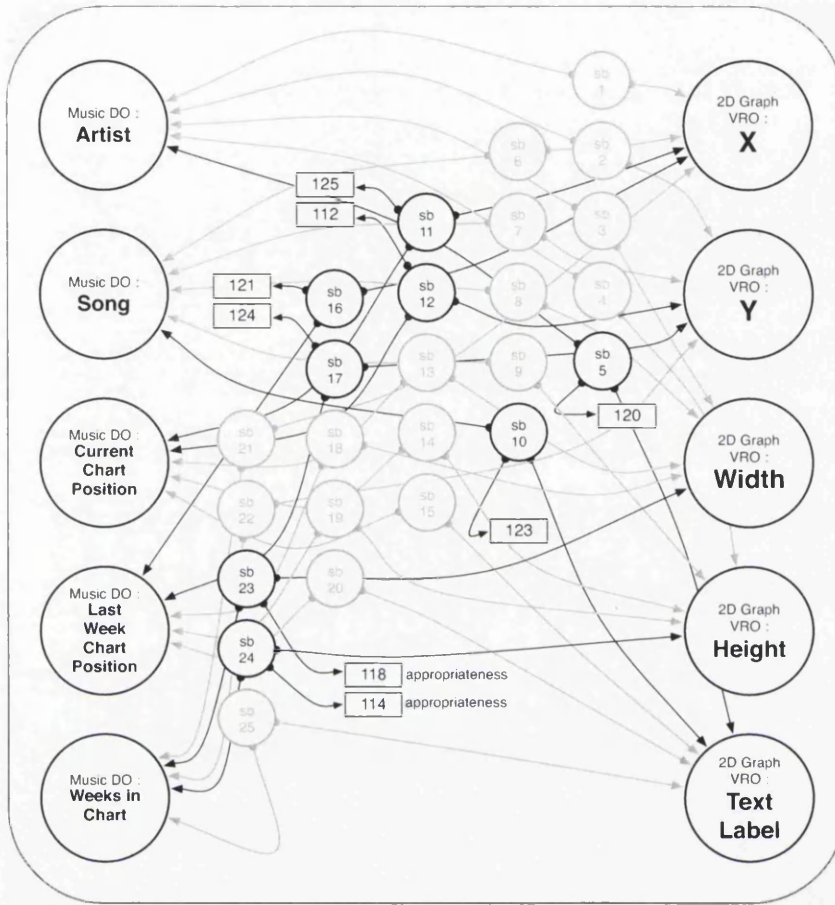 Music DO :
Artist
Music DO :
Song
Music DO :
Current
Chart
Position
Music DO :
Last
Week
Chart
Position
Music DO :
Weeks in
Chart
sb
1
sb
6
sb
2
125
112
sb
11
sb
7
sb
3
121
124
sb
16
sb
12
sb
8
sb
4
sb
17
sb
13
sb
9
sb
5
120
sb
21
sb
18
sb
14
sb
10
sb
22
sb
19
sb
15
123
sb
23
sb
20
sb
24
118 appropriateness
114 appropriateness
sb
25
2D Graph
VRO :
X
2D Graph
VRO :
Y
2D Graph
VRO :
Width
2D Graph
VRO :
Height
2D Graph
VRO :
Text
Label